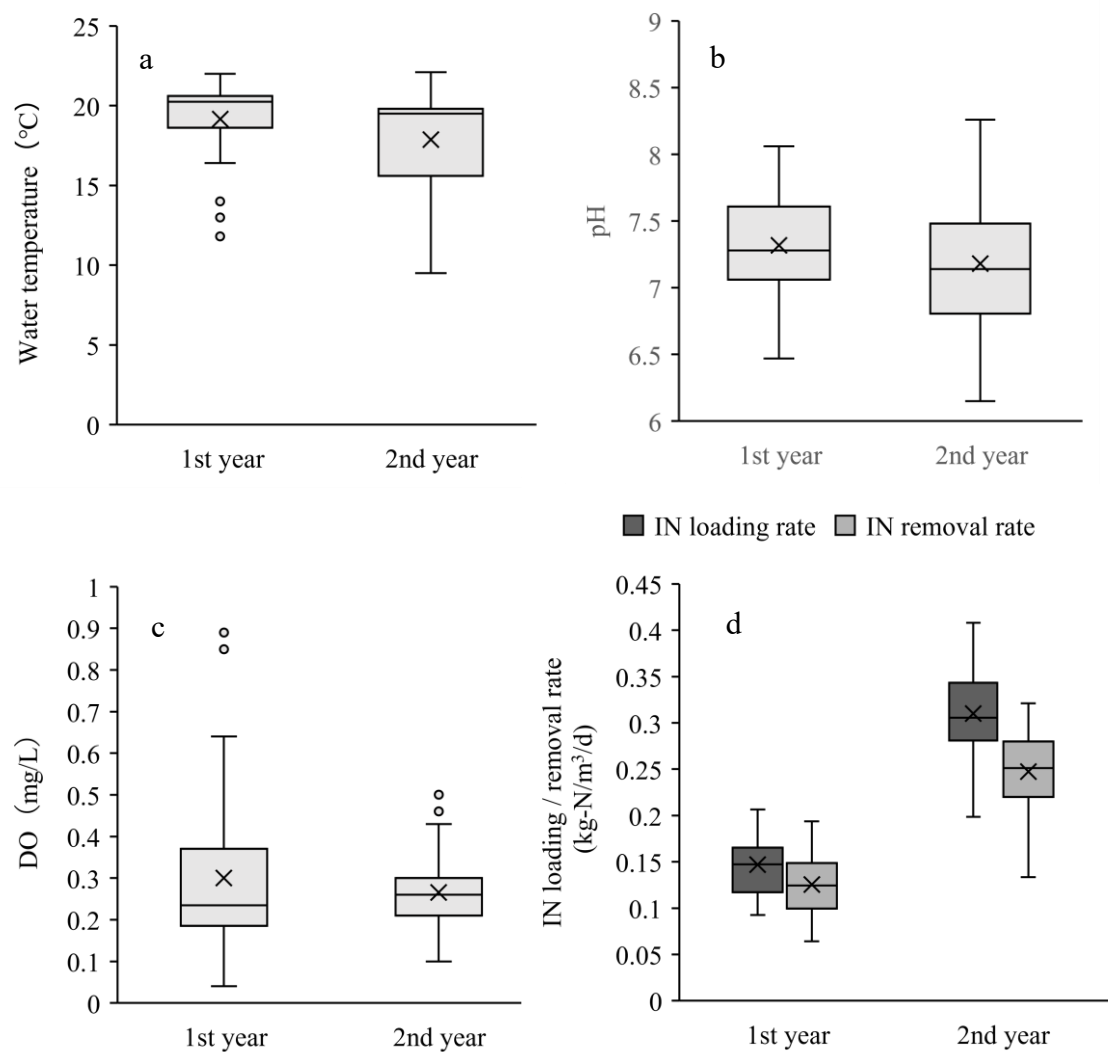 a
Water temperature (℃)
25
20
15
10
5
0
1st year
2nd year
b
pH
9
8.5
8
7.5
7
6.5
6
1st year
2nd year
c
DO (mg/L)
1
0.9
0.8
0.7
0.6
0.5
0.4
0.3
0.2
0.1
0
1st year
2nd year
IN loading rate
IN removal rate
d
IN loading / removal rate
(kg-N/m³/d)
0.45
0.4
0.35
0.3
0.25
0.2
0.15
0.1
0.05
0
1st year
2nd year